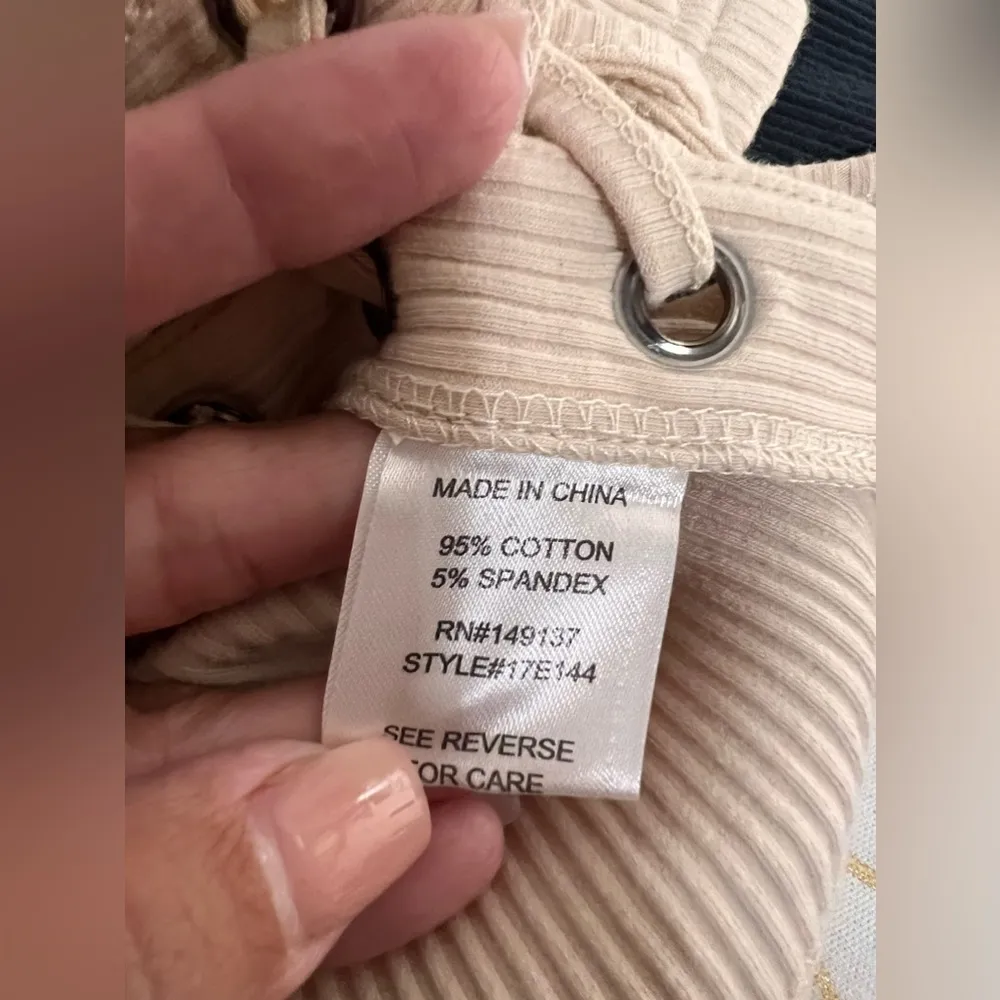 MADE IN CHINA
95% COTTON
5% SPANDEX
RN#149137
STYLE#17E144
SEE REVERSE
FOR CARE